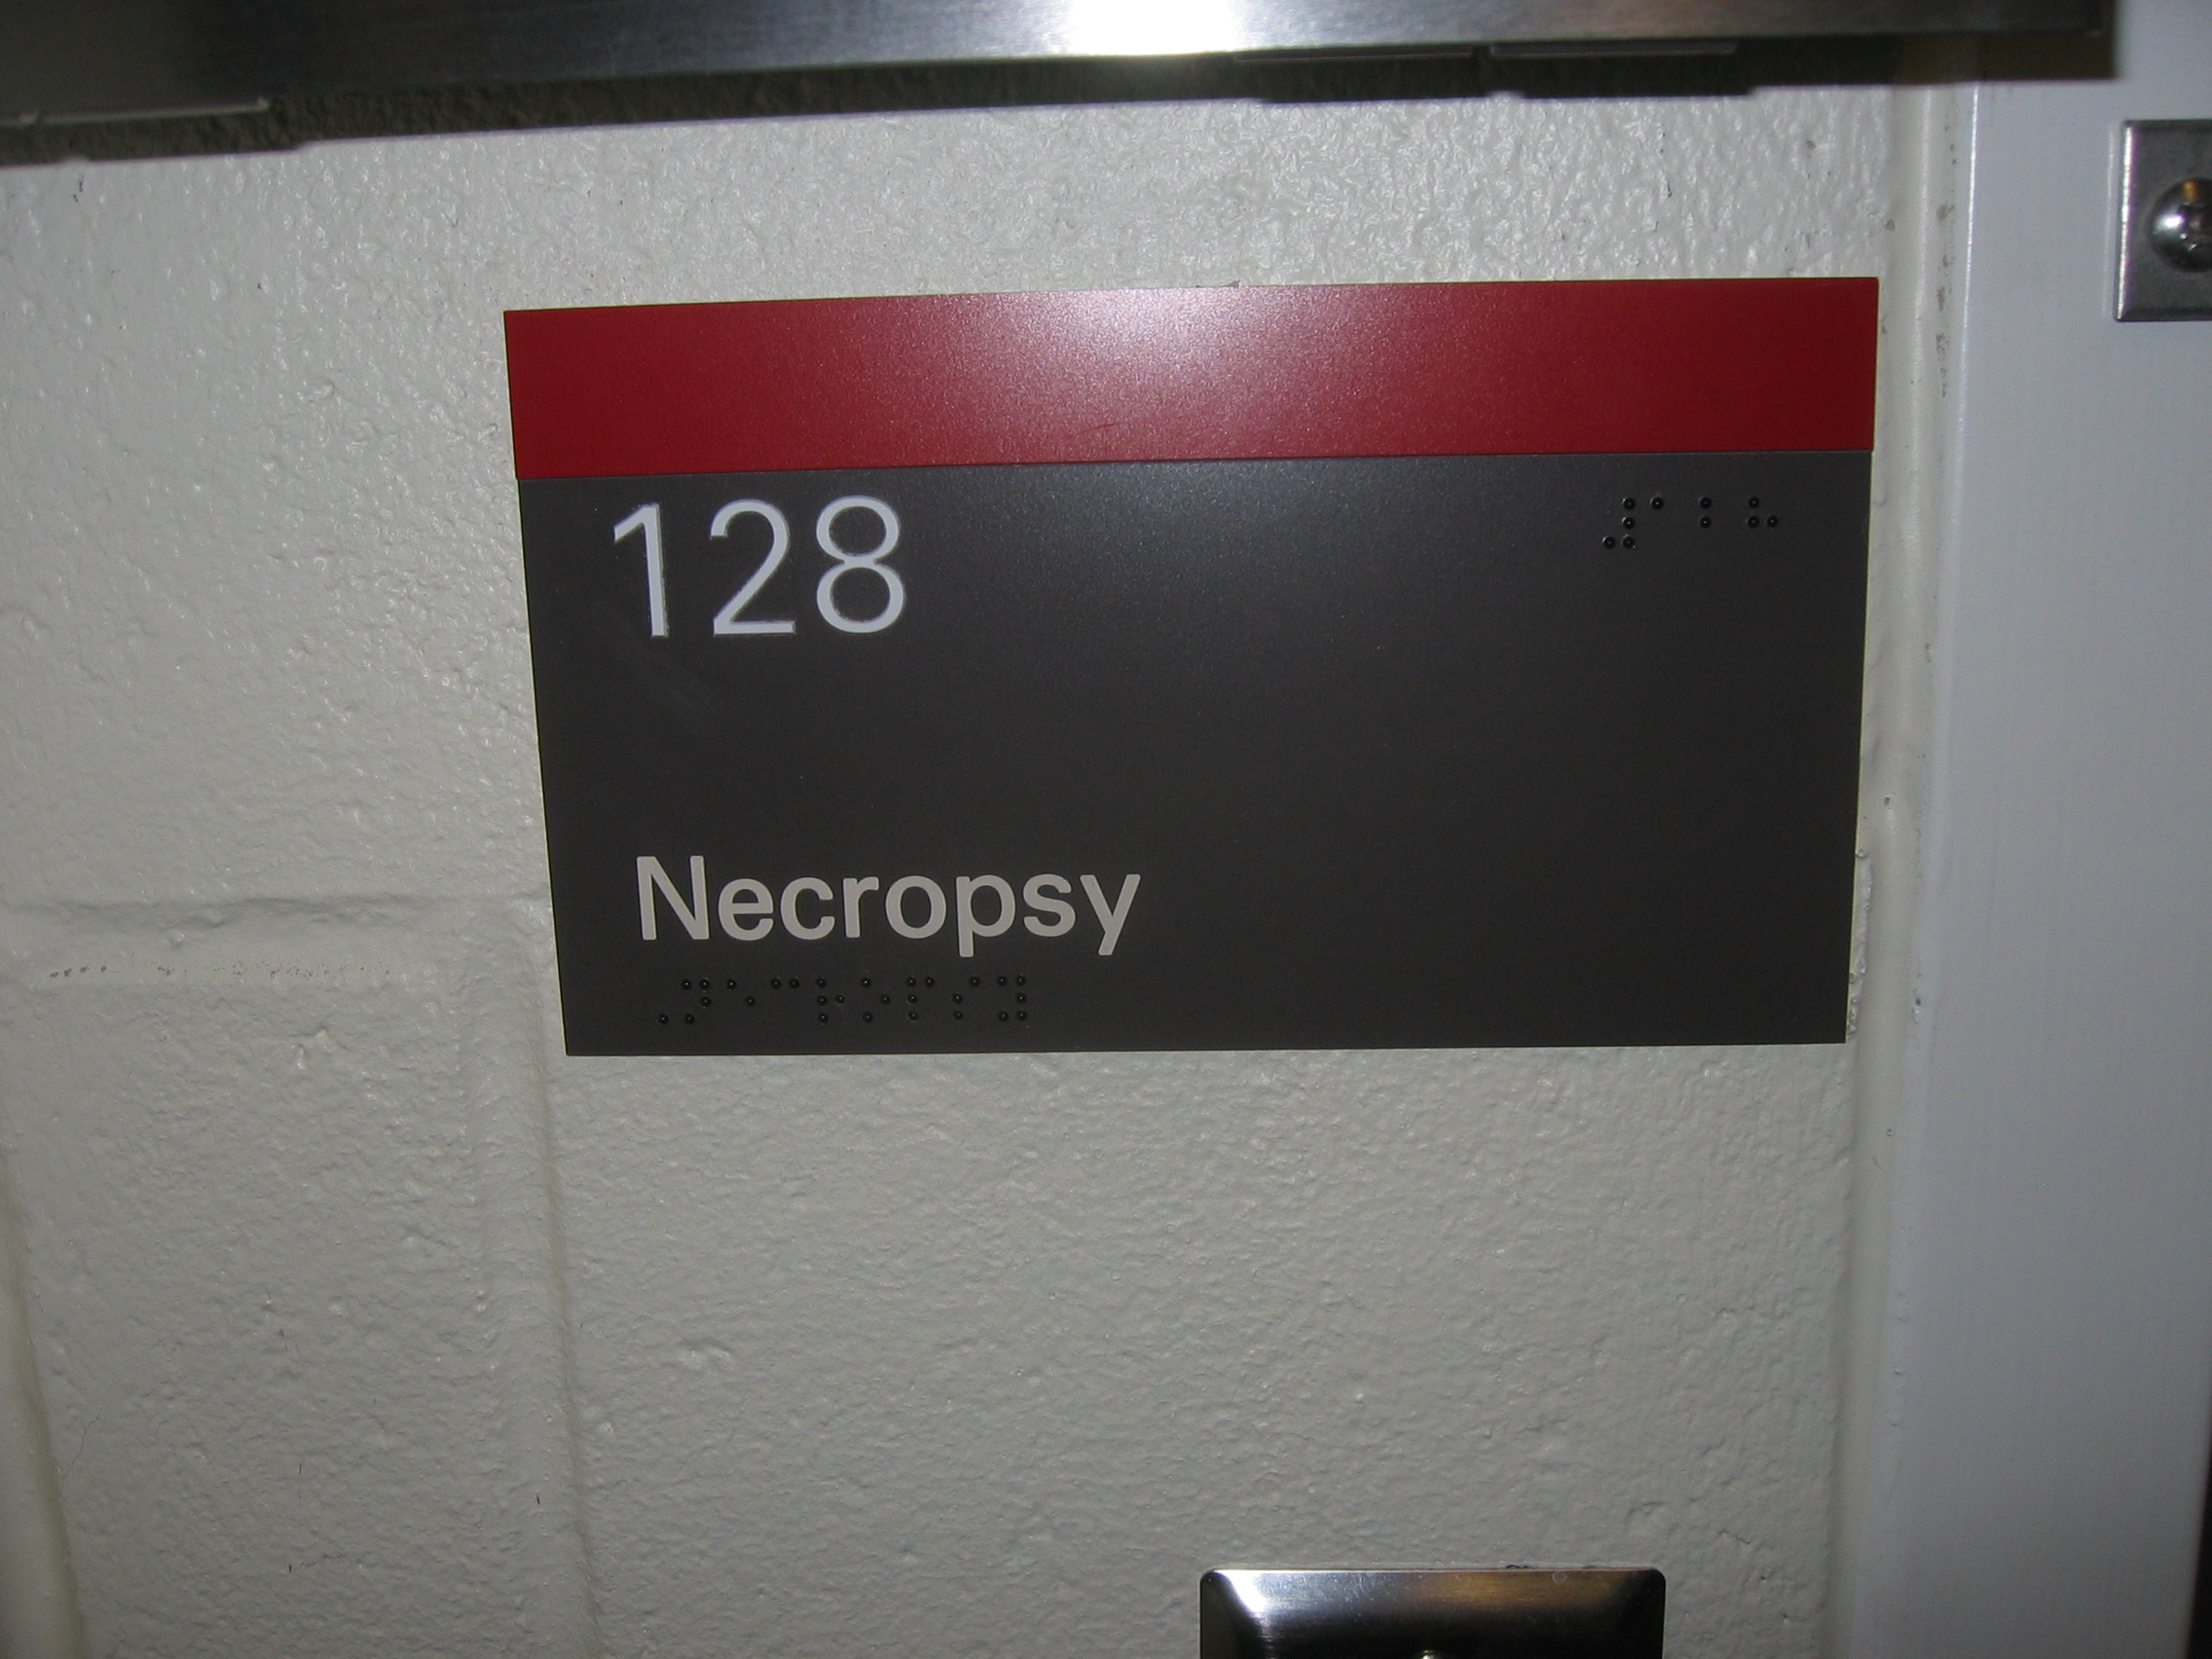 128 ⠼⠁⠃⠓
Necropsy
⠠⠝⠑⠉⠗⠕⠏⠎⠽